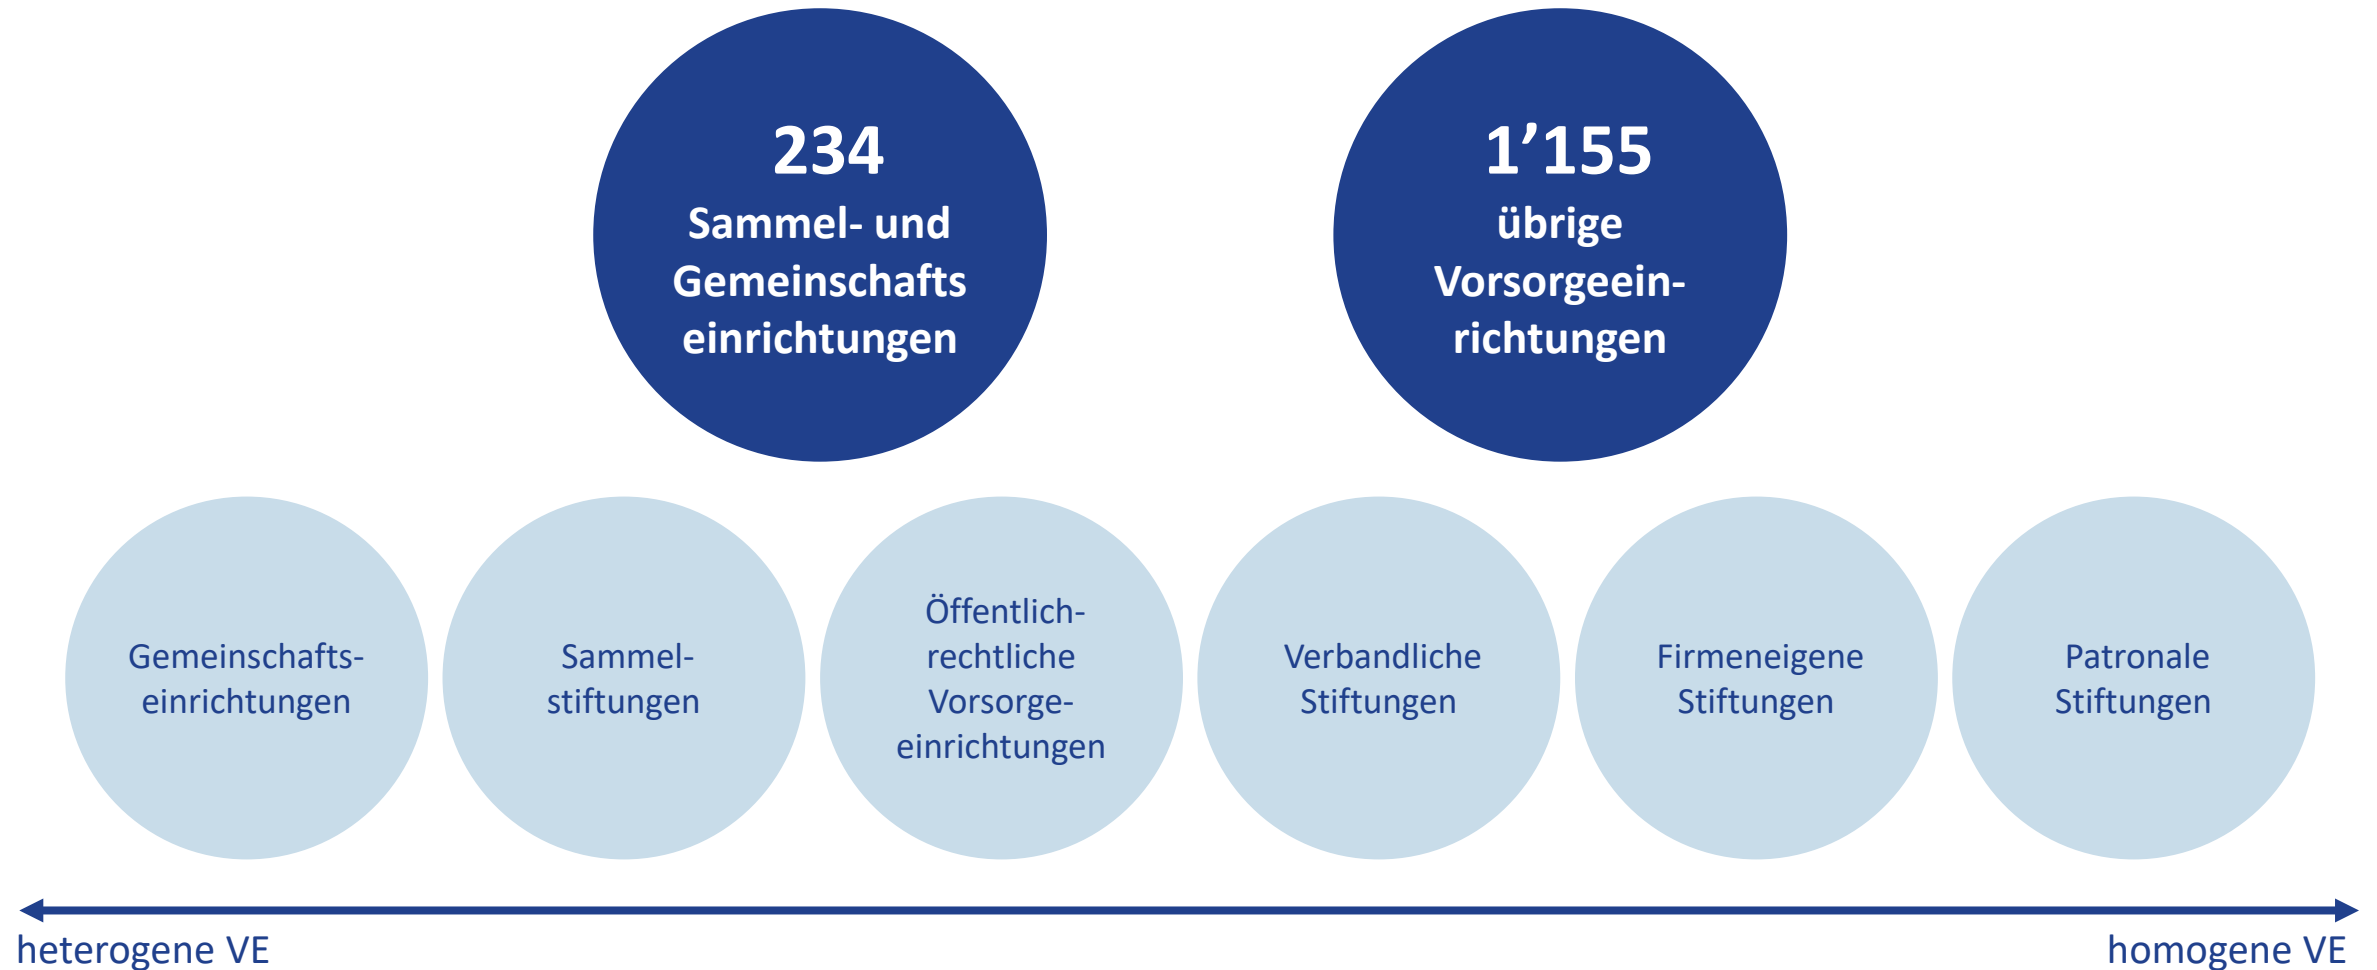 234
Sammel- und
Gemeinschafts
einrichtungen
1’155
übrige
Vorsorgeein-
richtungen
Gemeinschafts-
einrichtungen
Sammel-
stiftungen
Öffentlich-
rechtliche
Vorsorge-
einrichtungen
Verbandliche
Stiftungen
Firmeneigene
Stiftungen
Patronale
Stiftungen
heterogene VE
homogene VE